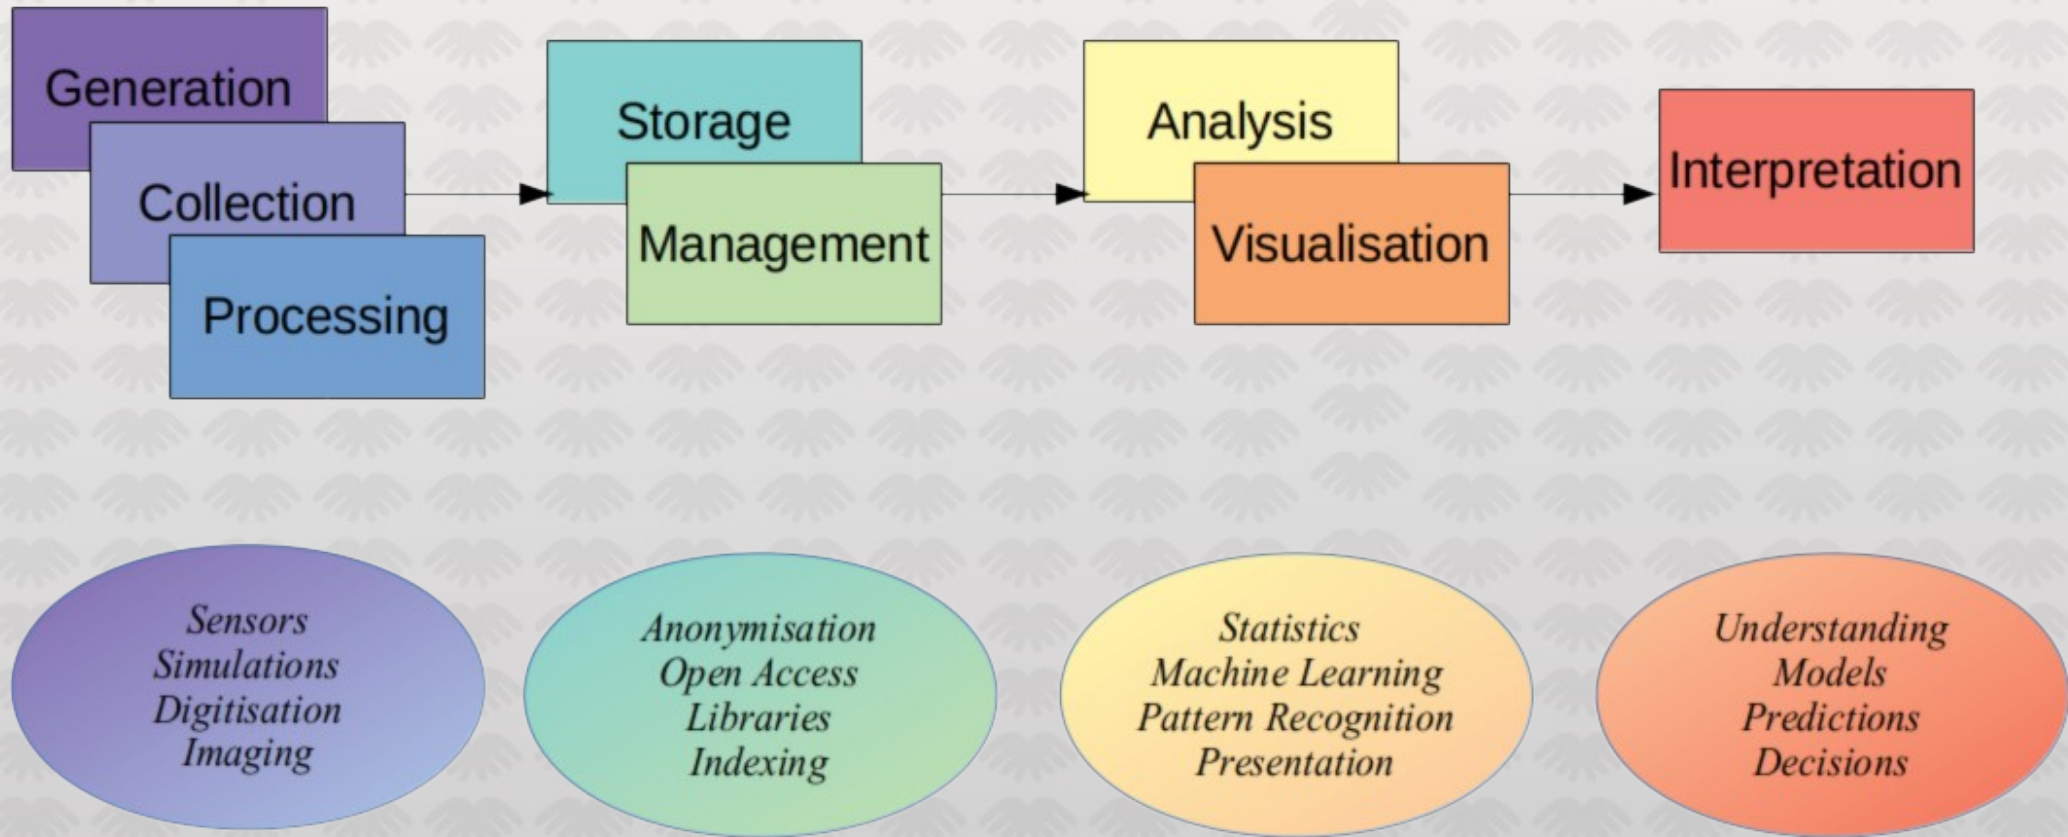 Generation
Collection
Processing
Storage
Management
Analysis
Visualisation
Interpretation
Sensors
Simulations
Digitisation
Imaging
Anonymisation
Open Access
Libraries
Indexing
Statistics
Machine Learning
Pattern Recognition
Presentation
Understanding
Models
Predictions
Decisions